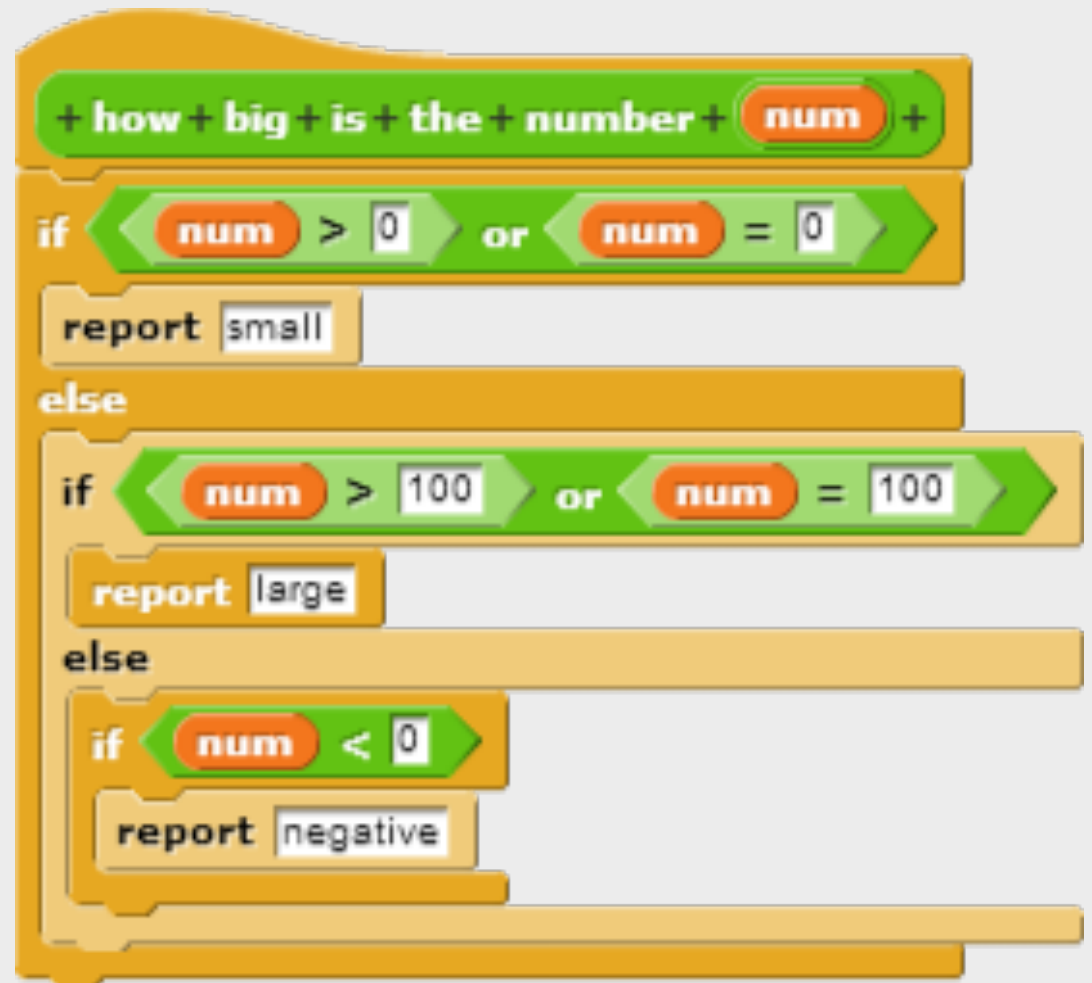 + how + big + is + the + number + num +
if num > 0 or num = 0
report small
else
if num > 100 or num = 100
report large
else
if num < 0
report negative